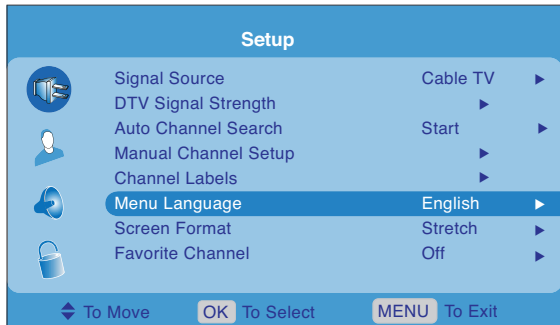 Setup
Signal Source Cable TV
DTV Signal Strength
Auto Channel Search Start
Manual Channel Setup
Channel Labels
Menu Language English
Screen Format Stretch
Favorite Channel Off
To Move OK To Select MENU To Exit